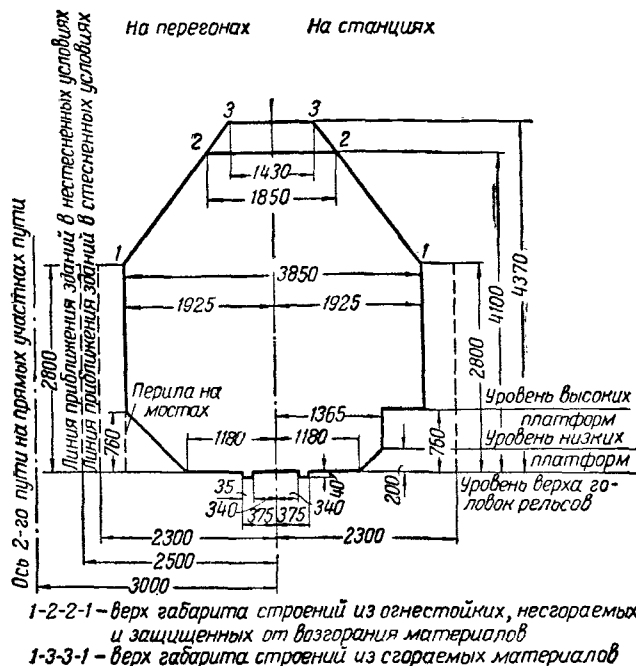 На перегонах
На станциях
Ось 2-го пути на прямых участках пути
Линия приближения зданий в нестесненных условиях
Линия приближения зданий в стесненных условиях
3
3
2
2
1430
1850
1
1
3850
1925
1925
2800
760
Перила на
мостах
1180
1180
1365
4370
4100
2800
760
Уровень высоких
платформ
Уровень низких
платформ
Уровень верха го-
ловок рельсов
200
40
35
340
340
375
375
2300
2300
2500
3000
1-2-2-1 – верх габарита строений из огнестойких, несгораемых
и защищенных от возгорания материалов
1-3-3-1 – верх габарита строений из сгораемых материалов